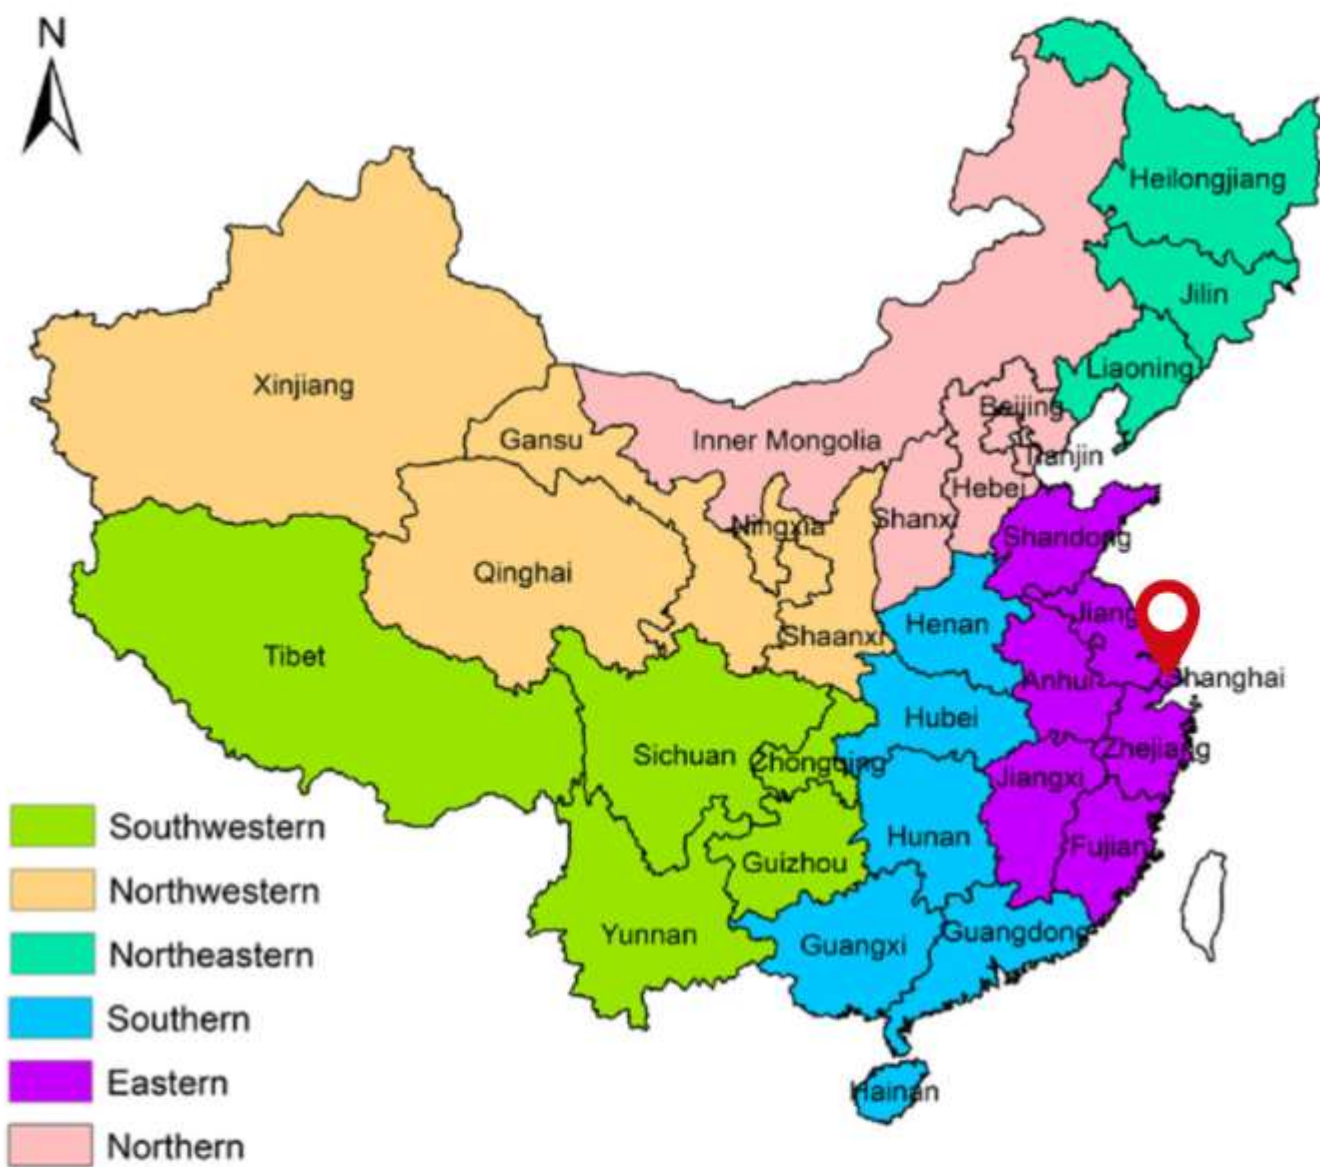 N
Heilongjiang
Jilin
Liaoning
Xinjiang
Beijing
Gansu
Inner Mongolia
Tianjin
Hebei
Shanxi
Ningxia
Shandong
Qinghai
Jiang
Henan
Shaanxi
Tibet
Shanghai
Anhui
Hubei
Zhejiang
Sichuan
Chongqing
Jiangxi
Southwestern
Hunan
Fujian
Guizhou
Northwestern
Yunnan
Guangxi
Guangdong
Northeastern
Southern
Eastern
Hainan
Northern